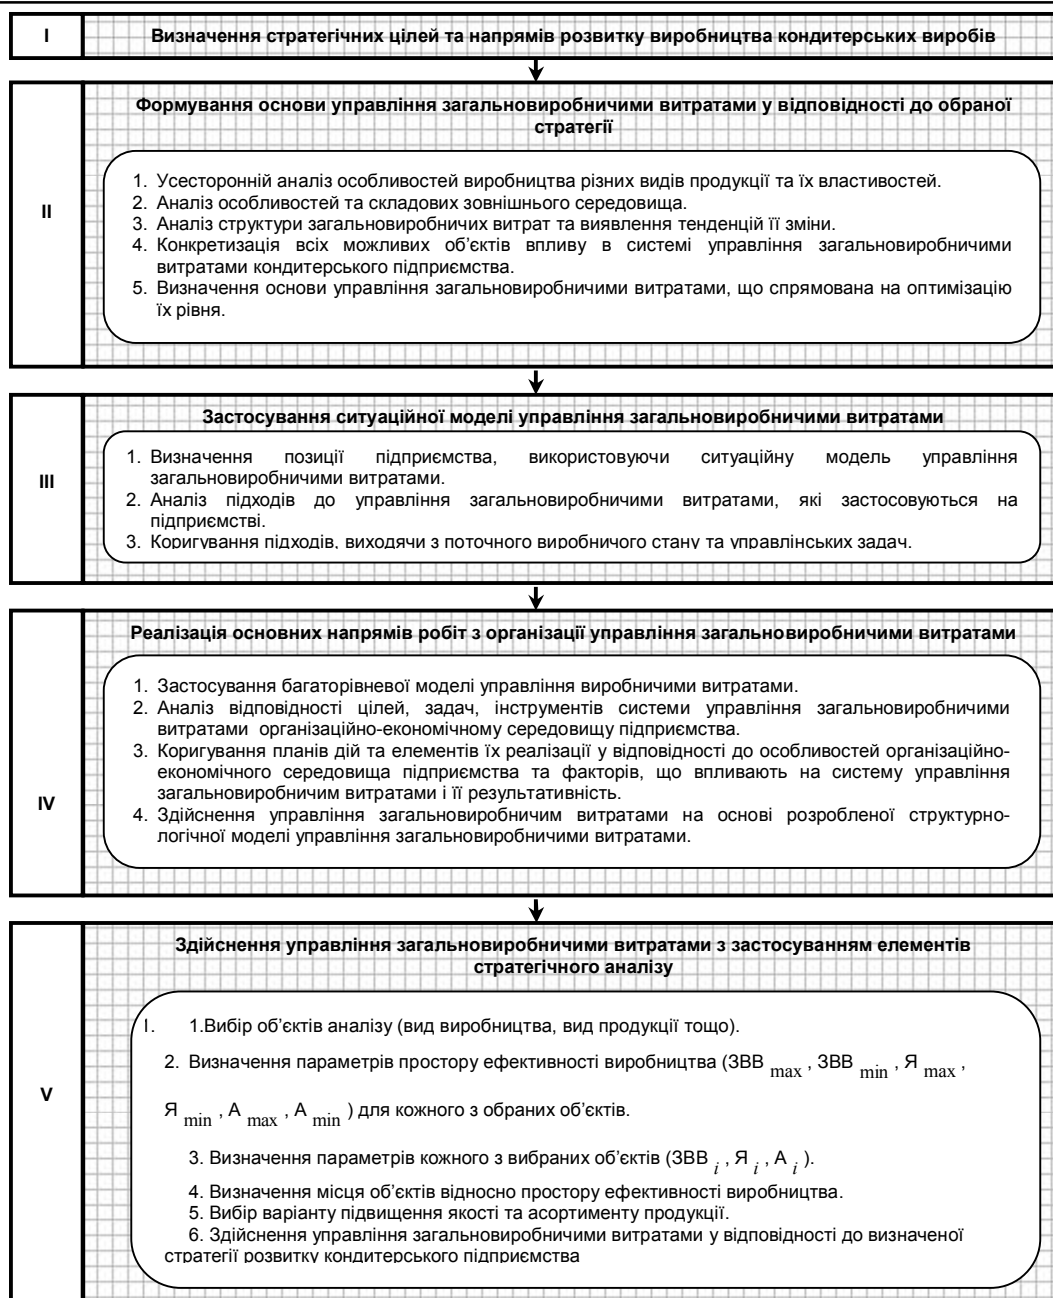 I
Визначення стратегічних цілей та напрямів розвитку виробництва кондитерських виробів
II
Формування основи управління загальновиробничими витратами у відповідності до обраної
стратегії
1. Усесторонній аналіз особливостей виробництва різних видів продукції та їх властивостей.
2. Аналіз особливостей та складових зовнішнього середовища.
3. Аналіз структури загальновиробничих витрат та виявлення тенденцій її зміни.
4. Конкретизація всіх можливих об'єктів впливу в системі управління загальновиробничими
витратами кондитерського підприємства.
5. Визначення основи управління загальновиробничими витратами, що спрямована на оптимізацію
їх рівня.
III
Застосування ситуаційної моделі управління загальновиробничими витратами
1. Визначення позиції підприємства, використовуючи ситуаційну модель управління
загальновиробничими витратами.
2. Аналіз підходів до управління загальновиробничими витратами, які застосовуються на
підприємстві.
3. Коригування підходів, виходячи з поточного виробничого стану та управлінських задач.
IV
Реалізація основних напрямів робіт з організації управління загальновиробничими витратами
1. Застосування багаторівневої моделі управління виробничими витратами.
2. Аналіз відповідності цілей, задач, інструментів системи управління загальновиробничими
витратами організаційно-економічному середовищу підприємства.
3. Коригування планів дій та елементів їх реалізації у відповідності до особливостей організаційно-
економічного середовища підприємства та факторів, що впливають на систему управління
загальновиробничим витратами і її результативність.
4. Здійснення управління загальновиробничим витратами на основі розробленої структурно-
логічної моделі управління загальновиробничими витратами.
V
Здійснення управління загальновиробничими витратами з застосуванням елементів
стратегічного аналізу
I. 1.Вибір об'єктів аналізу (вид виробництва, вид продукції тощо).
2. Визначення параметрів простору ефективності виробництва (ЗВВ max , ЗВВ min , Я max ,
Я min , А max , А min ) для кожного з обраних об'єктів.
3. Визначення параметрів кожного з вибраних об'єктів (ЗВВ i , Я i , А i ).
4. Визначення місця об'єктів відносно простору ефективності виробництва.
5. Вибір варіанту підвищення якості та асортименту продукції.
6. Здійснення управління загальновиробничими витратами у відповідності до визначеної
стратегії розвитку кондитерського підприємства